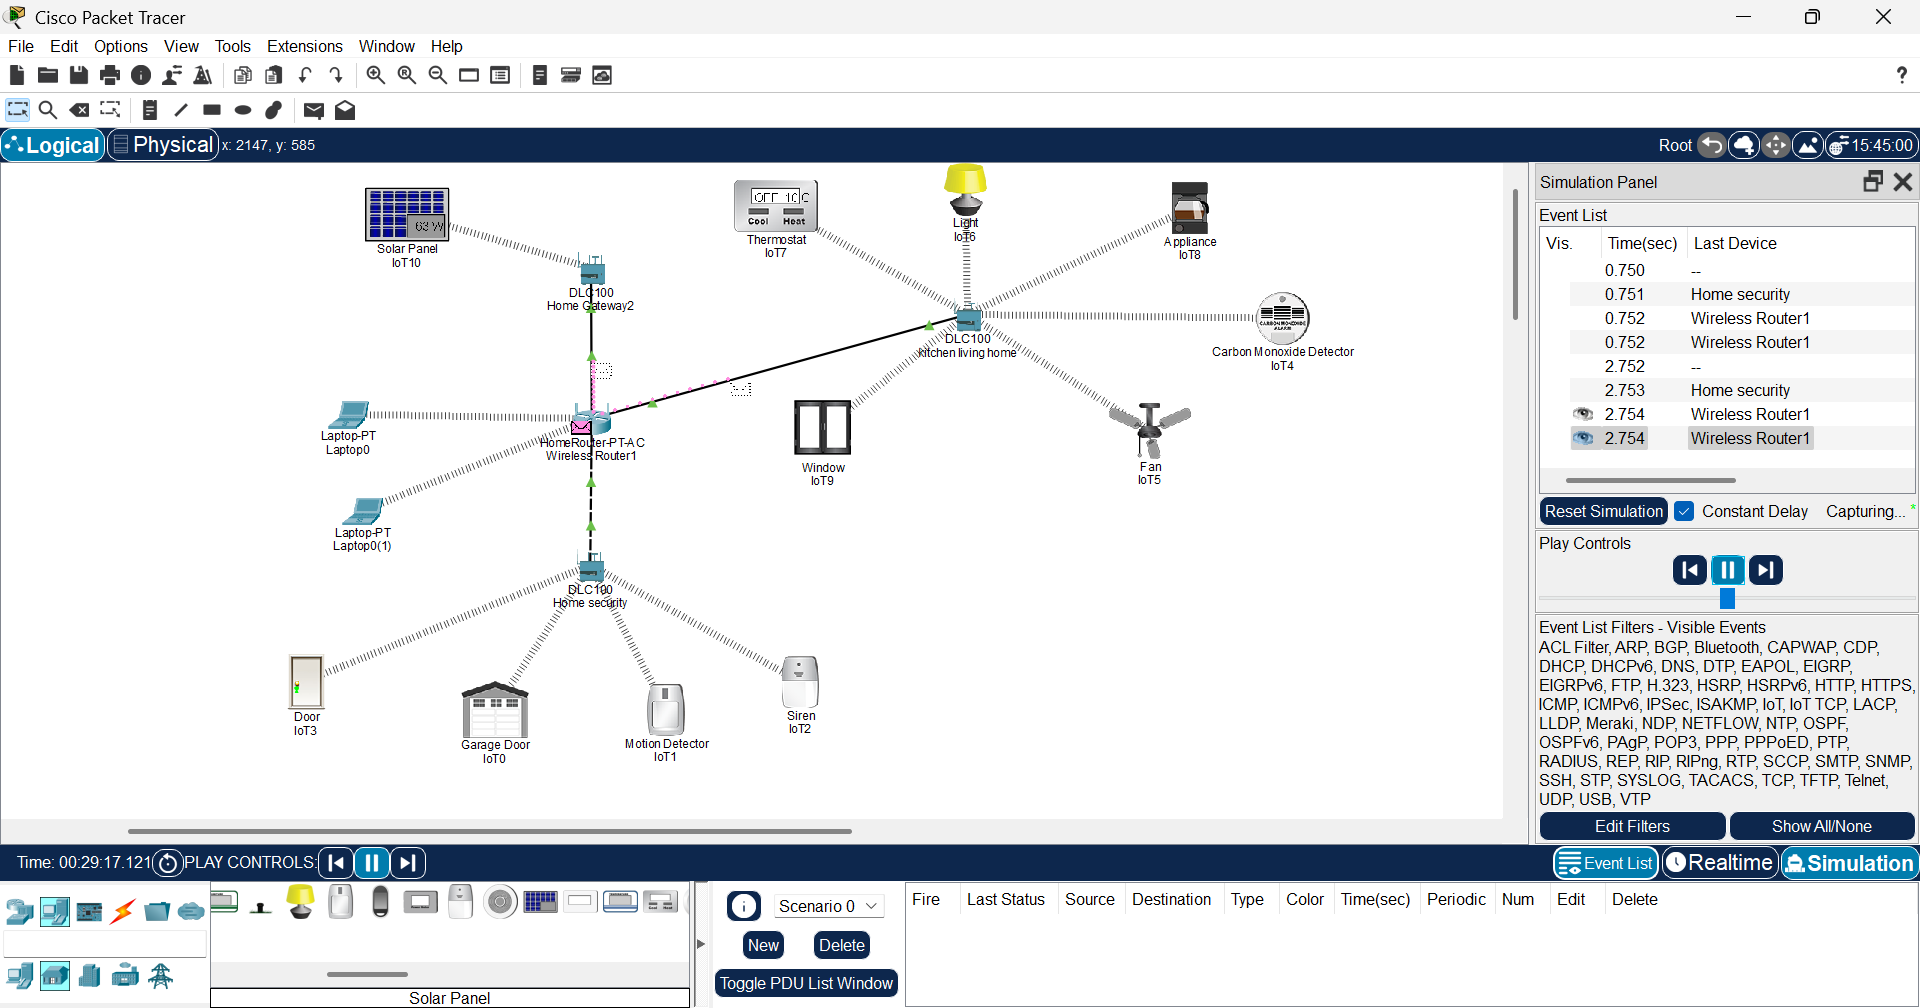 Cisco Packet Tracer
File Edit Options View Tools Extensions Window Help
?
Logical Physical x: 2147, y: 585
Root 15:45:00
63 W
Solar Panel
IoT10
DLC100
Home Gateway2
OFF 10 C
Cool Heat
Thermostat
IoT7
Light
IoT6
Appliance
IoT8
DLC100
kitchen living home
CARBON MONOXIDE
ALARM
Carbon Monoxide Detector
IoT4
Window
IoT9
Fan
IoT5
Laptop-PT
Laptop0
HomeRouter-PT-AC
Wireless Router1
Laptop-PT
Laptop0(1)
DLC100
Home security
Door
IoT3
Garage Door
IoT0
Motion Detector
IoT1
Siren
IoT2
Simulation Panel
Event List
Vis. Time(sec) Last Device
0.750 --
0.751 Home security
0.752 Wireless Router1
0.752 Wireless Router1
2.752 --
2.753 Home security
2.754 Wireless Router1
2.754 Wireless Router1
Reset Simulation Constant Delay Capturing... *
Play Controls
Event List Filters - Visible Events
ACL Filter, ARP, BGP, Bluetooth, CAPWAP, CDP,
DHCP, DHCPv6, DNS, DTP, EAPOL, EIGRP,
EIGRPv6, FTP, H.323, HSRP, HSRPv6, HTTP, HTTPS,
ICMP, ICMPv6, IPSec, ISAKMP, IoT, IoT TCP, LACP,
LLDP, Meraki, NDP, NETFLOW, NTP, OSPF,
OSPFv6, PAgP, POP3, PPP, PPPoED, PTP,
RADIUS, REP, RIP, RIPng, RTP, SCCP, SMTP, SNMP,
SSH, STP, SYSLOG, TACACS, TCP, TFTP, Telnet,
UDP, USB, VTP
Edit Filters Show All/None
Time: 00:29:17.121 PLAY CONTROLS:
Event List Realtime Simulation
Solar Panel
Scenario 0
New Delete
Toggle PDU List Window
Fire Last Status Source Destination Type Color Time(sec) Periodic Num Edit Delete